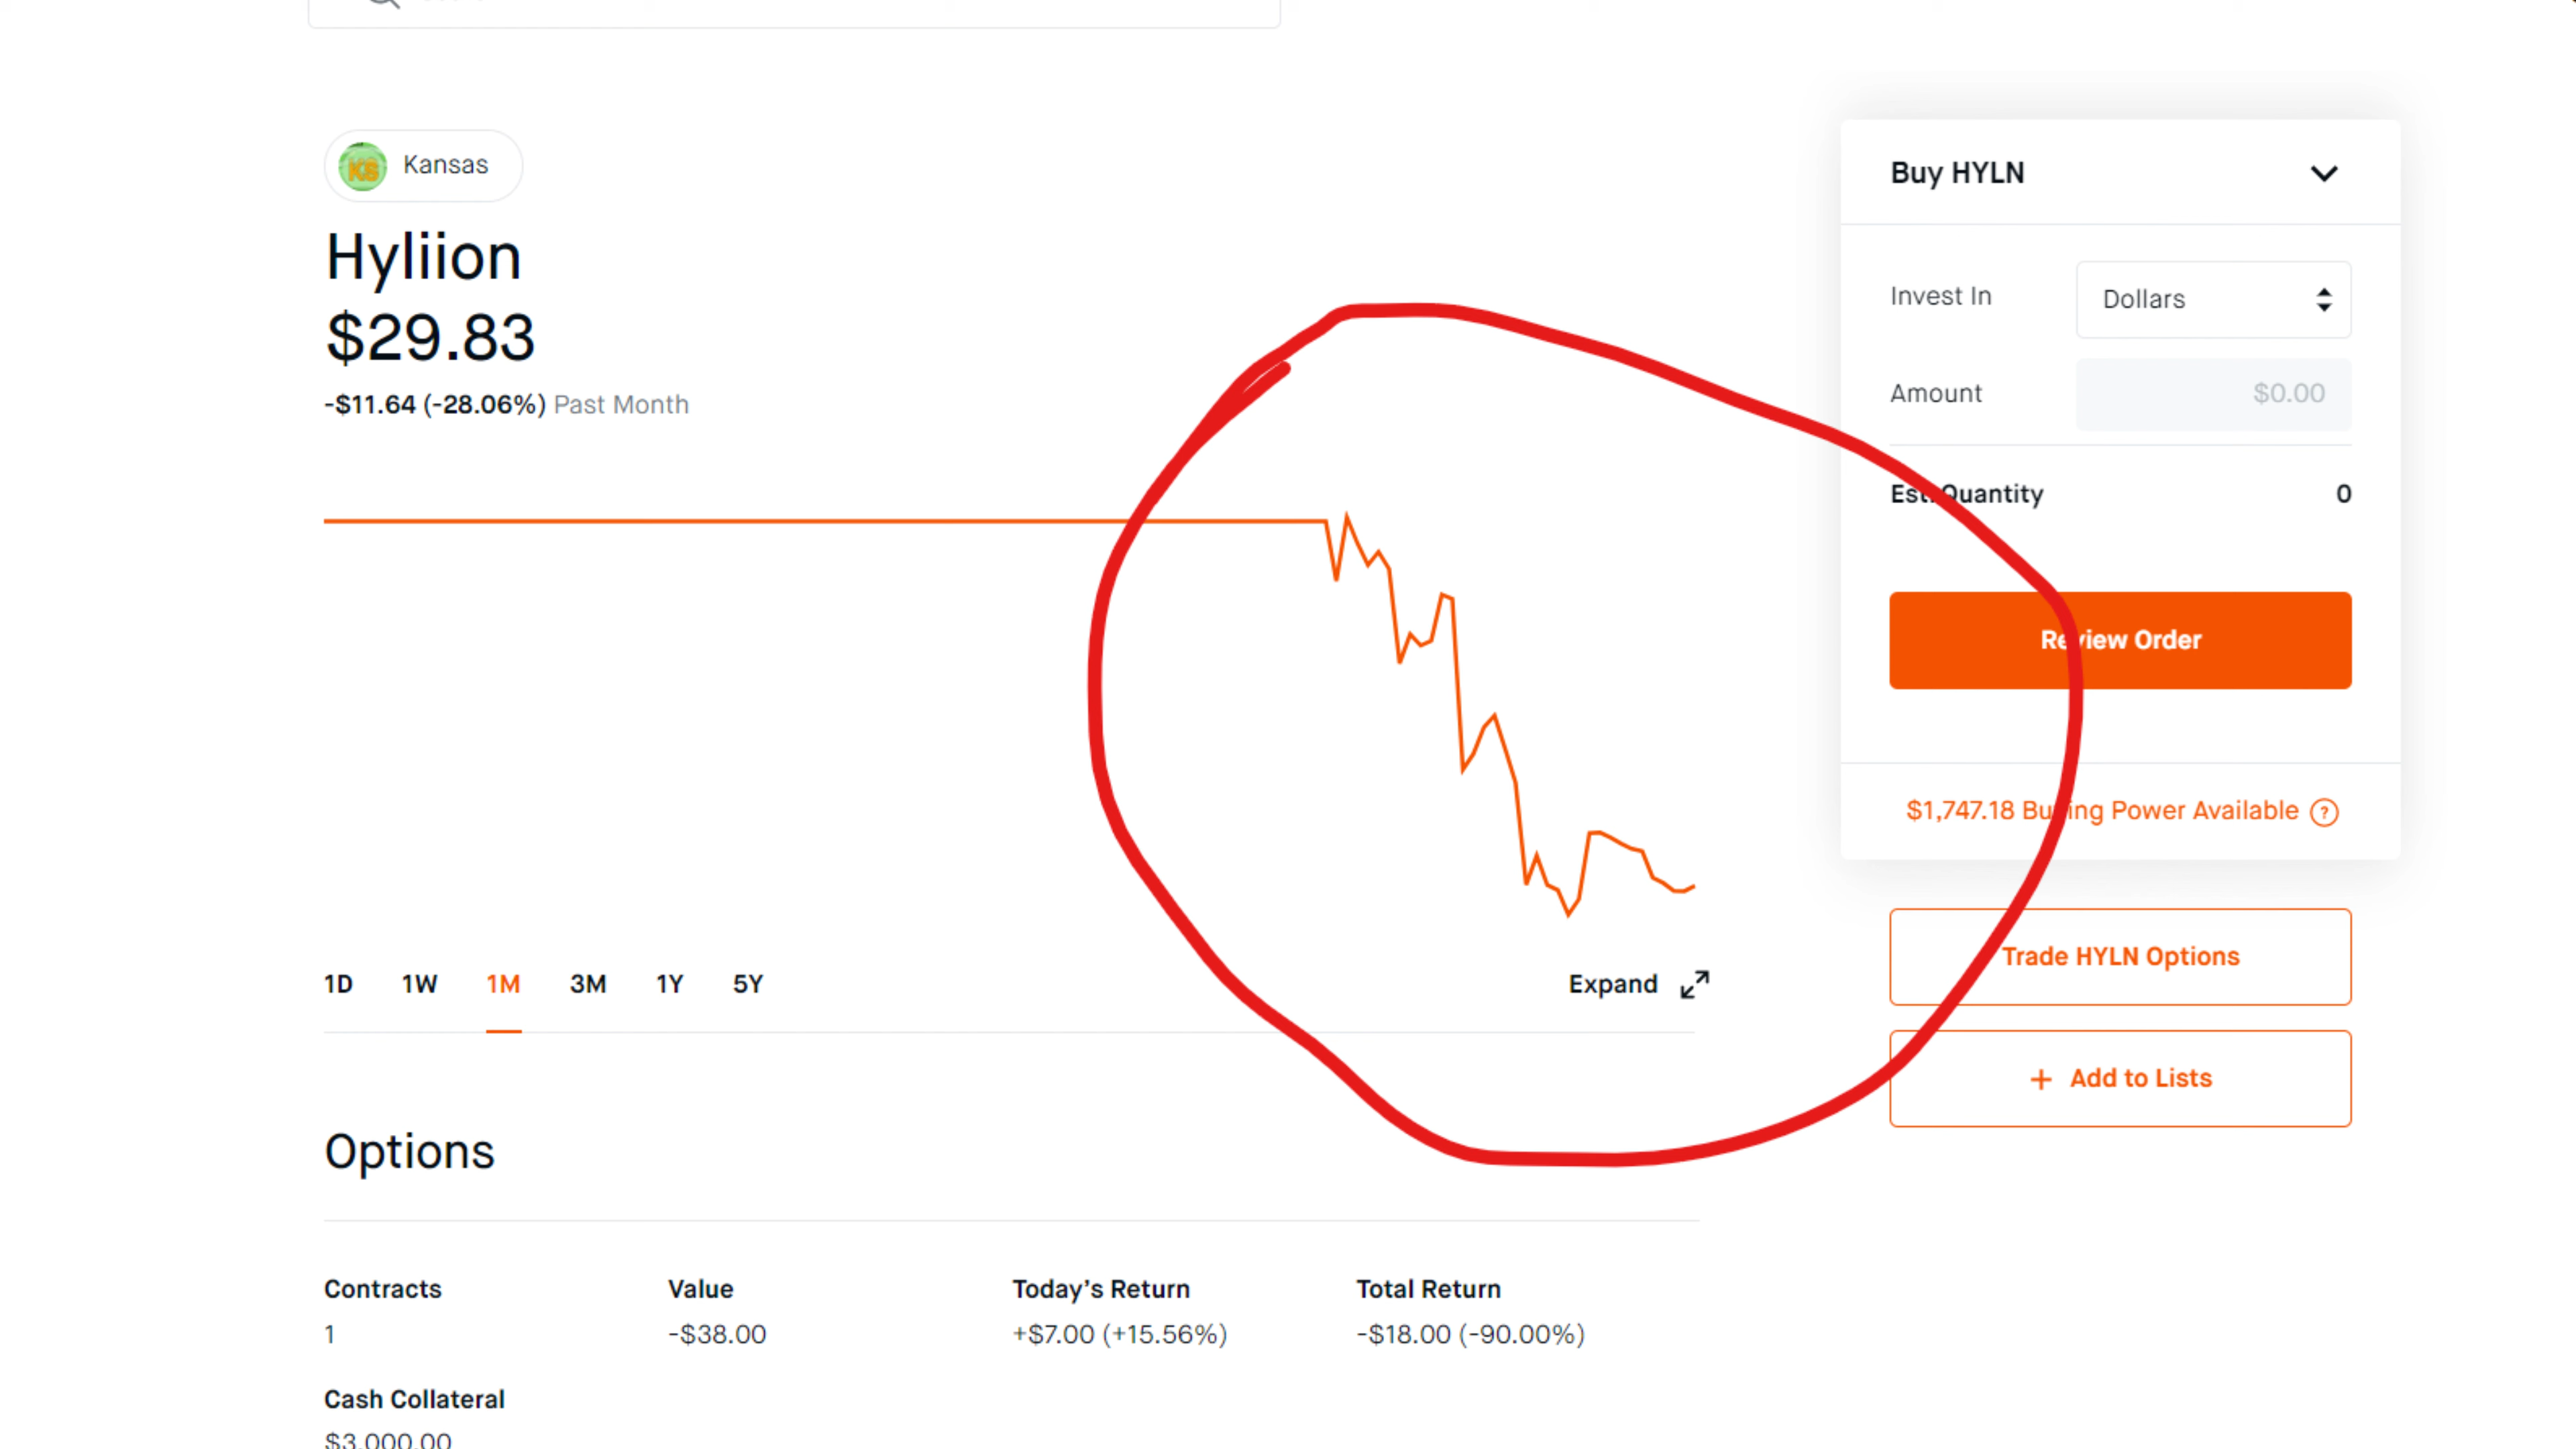 Kansas
Hyliion
$29.83
-$11.64 (-28.06%) Past Month
1D 1W 1M 3M 1Y 5Y Expand
Options
Contracts Value Today's Return Total Return
1 -$38.00 +$7.00 (+15.56%) -$18.00 (-90.00%)
Cash Collateral
$3,000.00
Buy HYLN
Invest In Dollars
Amount $0.00
Est. Quantity 0
Review Order
$1,747.18 Buying Power Available ?
Trade HYLN Options
+ Add to Lists